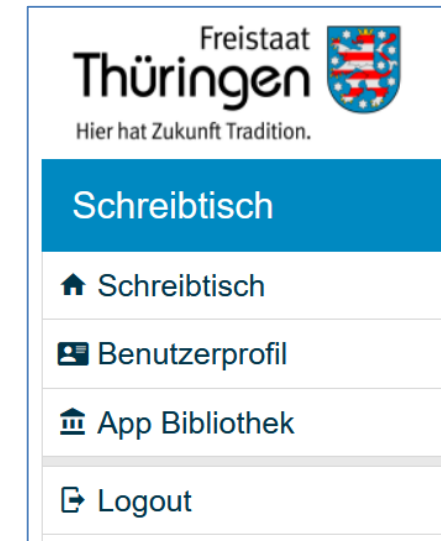 Freistaat
Thüringen
Hier hat Zukunft Tradition.
Schreibtisch
Schreibtisch
Benutzerprofil
App Bibliothek
Logout